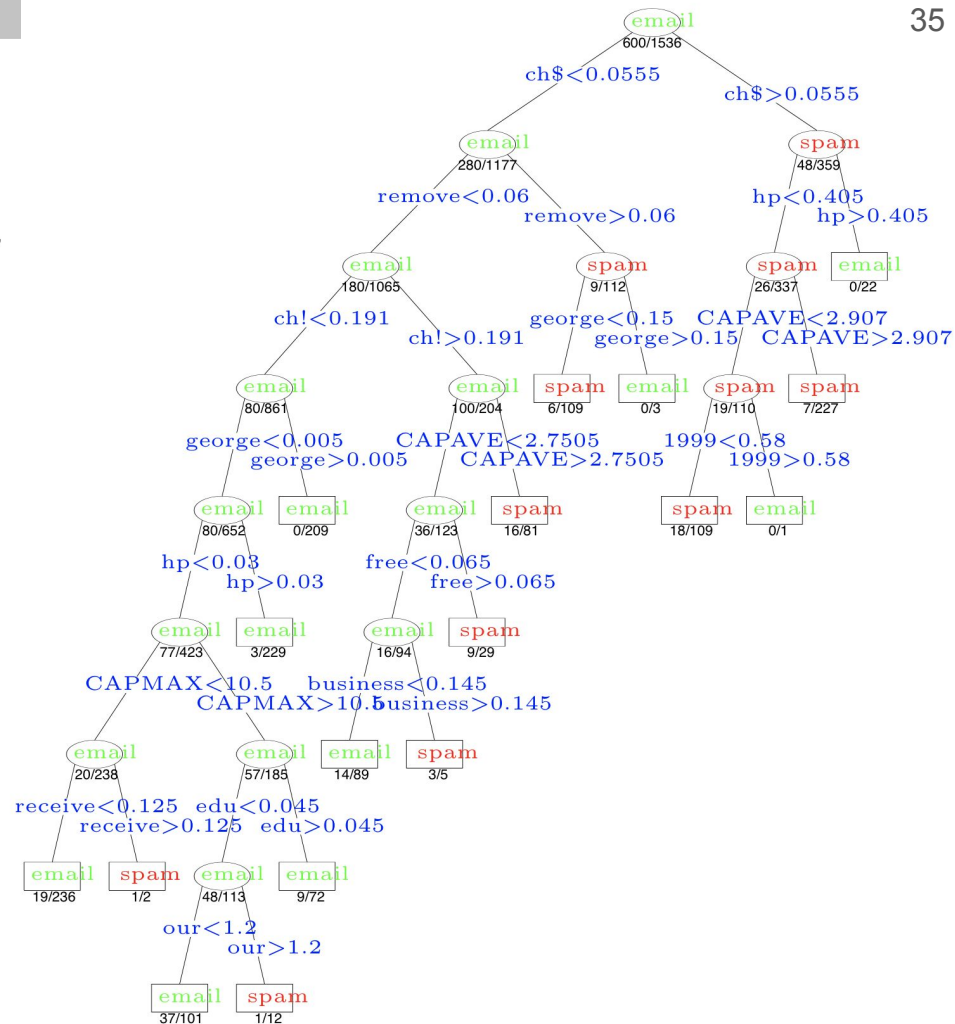 35
email
600/1536
ch$<0.0555
ch$>0.0555
email
280/1177
spam
48/359
remove<0.06
remove>0.06
hp<0.405
hp>0.405
email
180/1065
spam
9/112
spam
26/337
email
0/22
ch!<0.191
ch!>0.191
george<0.15
george>0.15
CAPAVE<2.907
CAPAVE>2.907
email
80/861
email
100/204
spam
6/109
email
0/3
spam
19/110
spam
7/227
george<0.005
george>0.005
CAPAVE<2.7505
CAPAVE>2.7505
1999<0.58
1999>0.58
email
80/652
email
0/209
email
36/123
spam
16/81
spam
18/109
email
0/1
hp<0.03
hp>0.03
free<0.065
free>0.065
email
77/423
email
3/229
email
16/94
spam
9/29
CAPMAX<10.5
CAPMAX>10.5
business<0.145
business>0.145
email
20/238
email
57/185
email
14/89
spam
3/5
receive<0.125
receive>0.125
edu<0.045
edu>0.045
email
19/236
spam
1/2
email
48/113
email
9/72
our<1.2
our>1.2
email
37/101
spam
1/12